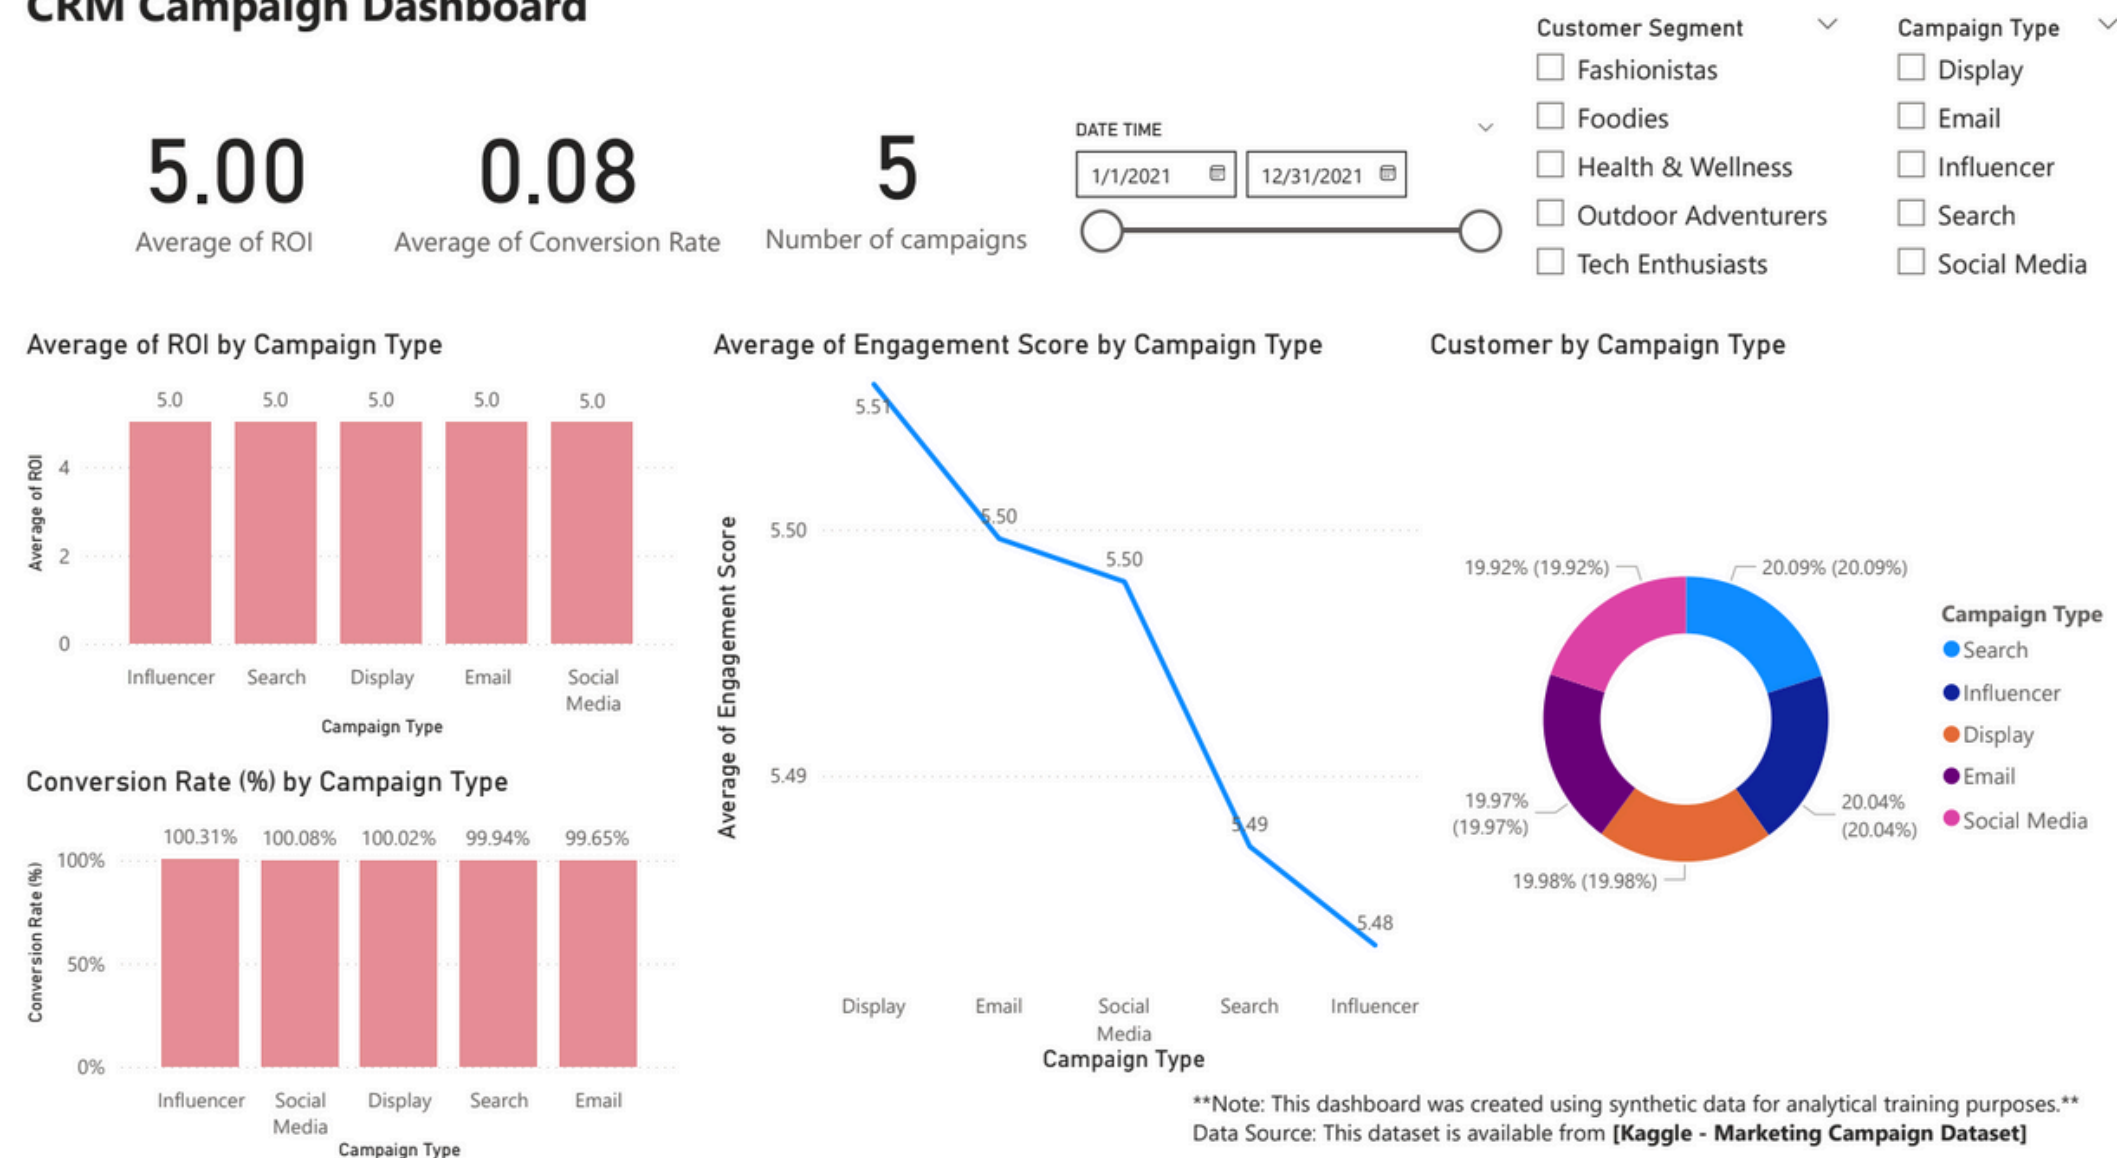 CRM Campaign Dashboard
5.00
Average of ROI
0.08
Average of Conversion Rate
5
Number of campaigns
DATE TIME
1/1/2021
12/31/2021
Customer Segment
Fashionistas
Foodies
Health & Wellness
Outdoor Adventurers
Tech Enthusiasts
Campaign Type
Display
Email
Influencer
Search
Social Media
Average of ROI by Campaign Type
5.0 5.0 5.0 5.0 5.0
Average of ROI
4
2
0
Influencer Search Display Email Social
Media
Campaign Type
Conversion Rate (%) by Campaign Type
100.31% 100.08% 100.02% 99.94% 99.65%
Conversion Rate (%)
100%
50%
0%
Influencer Social Display Search Email
Media
Campaign Type
Average of Engagement Score by Campaign Type
Average of Engagement Score
5.51
5.50
5.50
5.50
5.49
5.49
5.48
Display Email Social Search Influencer
Media
Campaign Type
Customer by Campaign Type
19.92% (19.92%)
20.09% (20.09%)
19.97%
(19.97%)
20.04%
(20.04%)
19.98% (19.98%)
Campaign Type
Search
Influencer
Display
Email
Social Media
**Note: This dashboard was created using synthetic data for analytical training purposes.**
Data Source: This dataset is available from [Kaggle - Marketing Campaign Dataset]